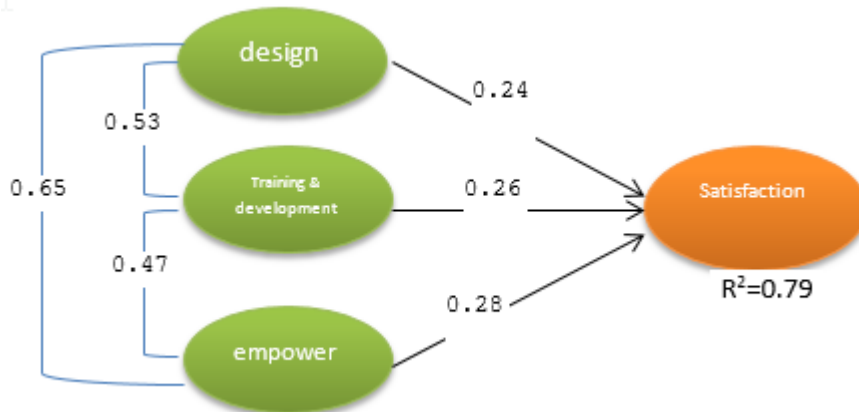 design
0.24
0.53
0.65
Training &
development
0.26
Satisfaction
0.47
R²=0.79
0.28
empower